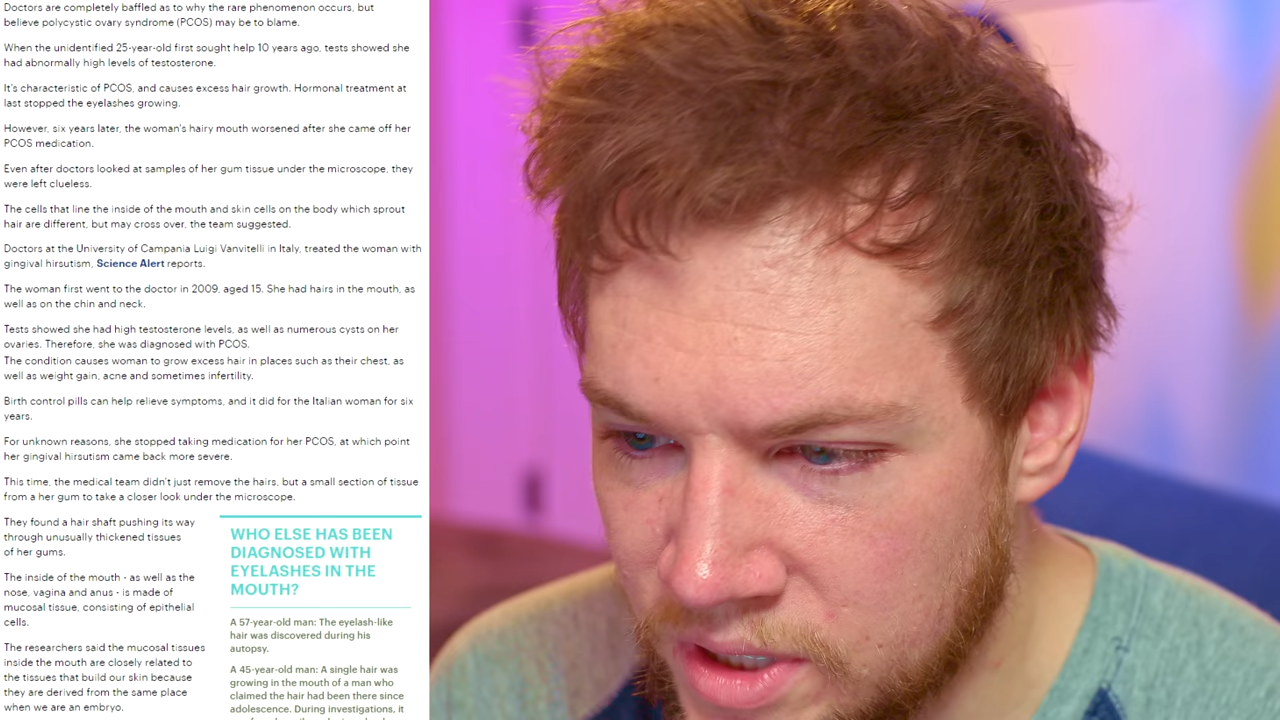 Doctors are completely baffled as to why the rare phenomenon occurs, but
believe polycystic ovary syndrome (PCOS) may be to blame.
When the unidentified 25-year-old first sought help 10 years ago, tests showed she
had abnormally high levels of testosterone.
It's characteristic of PCOS, and causes excess hair growth. Hormonal treatment at
last stopped the eyelashes growing.
However, six years later, the woman's hairy mouth worsened after she came off her
PCOS medication.
Even after doctors looked at samples of her gum tissue under the microscope, they
were left clueless.
The cells that line the inside of the mouth and skin cells on the body which sprout
hair are different, but may cross over, the team suggested.
Doctors at the University of Campania Luigi Vanvitelli in Italy, treated the woman with
gingival hirsutism, Science Alert reports.
The woman first went to the doctor in 2009, aged 15. She had hairs in the mouth, as
well as on the chin and neck.
Tests showed she had high testosterone levels, as well as numerous cysts on her
ovaries. Therefore, she was diagnosed with PCOS.
The condition causes woman to grow excess hair in places such as their chest, as
well as weight gain, acne and sometimes infertility.
Birth control pills can help relieve symptoms, and it did for the Italian woman for six
years.
For unknown reasons, she stopped taking medication for her PCOS, at which point
her gingival hirsutism came back more severe.
This time, the medical team didn't just remove the hairs, but a small section of tissue
from a her gum to take a closer look under the microscope.
They found a hair shaft pushing its way
through unusually thickened tissues
of her gums.
The inside of the mouth - as well as the
nose, vagina and anus - is made of
mucosal tissue, consisting of epithelial
cells.
The researchers said the mucosal tissues
inside the mouth are closely related to
the tissues that build our skin because
they are derived from the same place
when we are an embryo.
WHO ELSE HAS BEEN
DIAGNOSED WITH
EYELASHES IN THE
MOUTH?
A 57-year-old man: The eyelash-like
hair was discovered during his
autopsy.
A 45-year-old man: A single hair was
growing in the mouth of a man who
claimed the hair had been there since
adolescence. During investigations, it